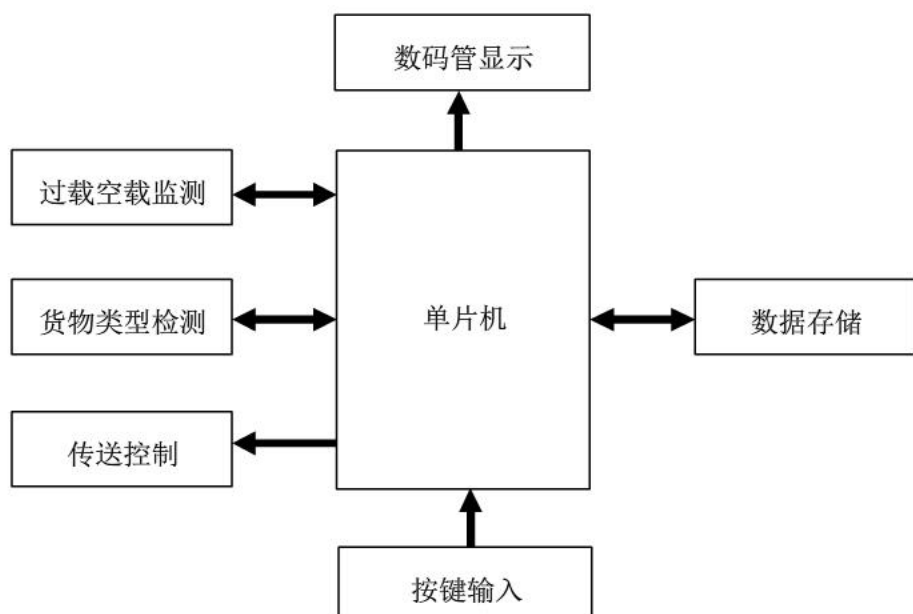 数码管显示
过载空载监测
货物类型检测
单片机
数据存储
传送控制
按键输入